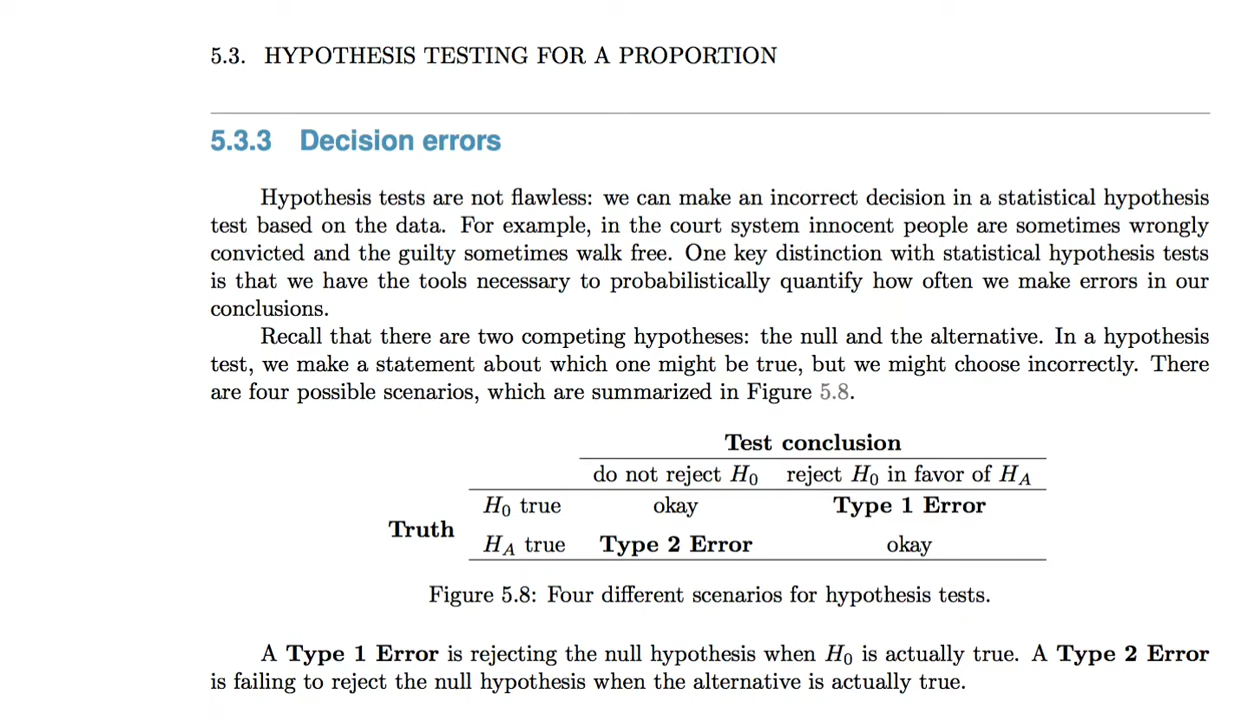 5.3. HYPOTHESIS TESTING FOR A PROPORTION
5.3.3 Decision errors
Hypothesis tests are not flawless: we can make an incorrect decision in a statistical hypothesis
test based on the data. For example, in the court system innocent people are sometimes wrongly
convicted and the guilty sometimes walk free. One key distinction with statistical hypothesis tests
is that we have the tools necessary to probabilistically quantify how often we make errors in our
conclusions.
Recall that there are two competing hypotheses: the null and the alternative. In a hypothesis
test, we make a statement about which one might be true, but we might choose incorrectly. There
are four possible scenarios, which are summarized in Figure 5.8.
Test conclusion
do not reject H₀ reject H₀ in favor of H_A
H₀ true okay Type 1 Error
Truth
H_A true Type 2 Error okay
Figure 5.8: Four different scenarios for hypothesis tests.
A Type 1 Error is rejecting the null hypothesis when H₀ is actually true. A Type 2 Error
is failing to reject the null hypothesis when the alternative is actually true.